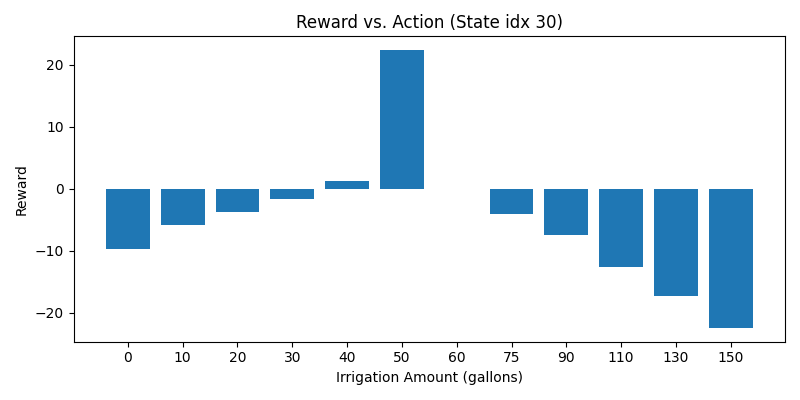 Reward vs. Action (State idx 30)
Reward
20
10
0
−10
−20
0 10 20 30 40 50 60 75 90 110 130 150
Irrigation Amount (gallons)